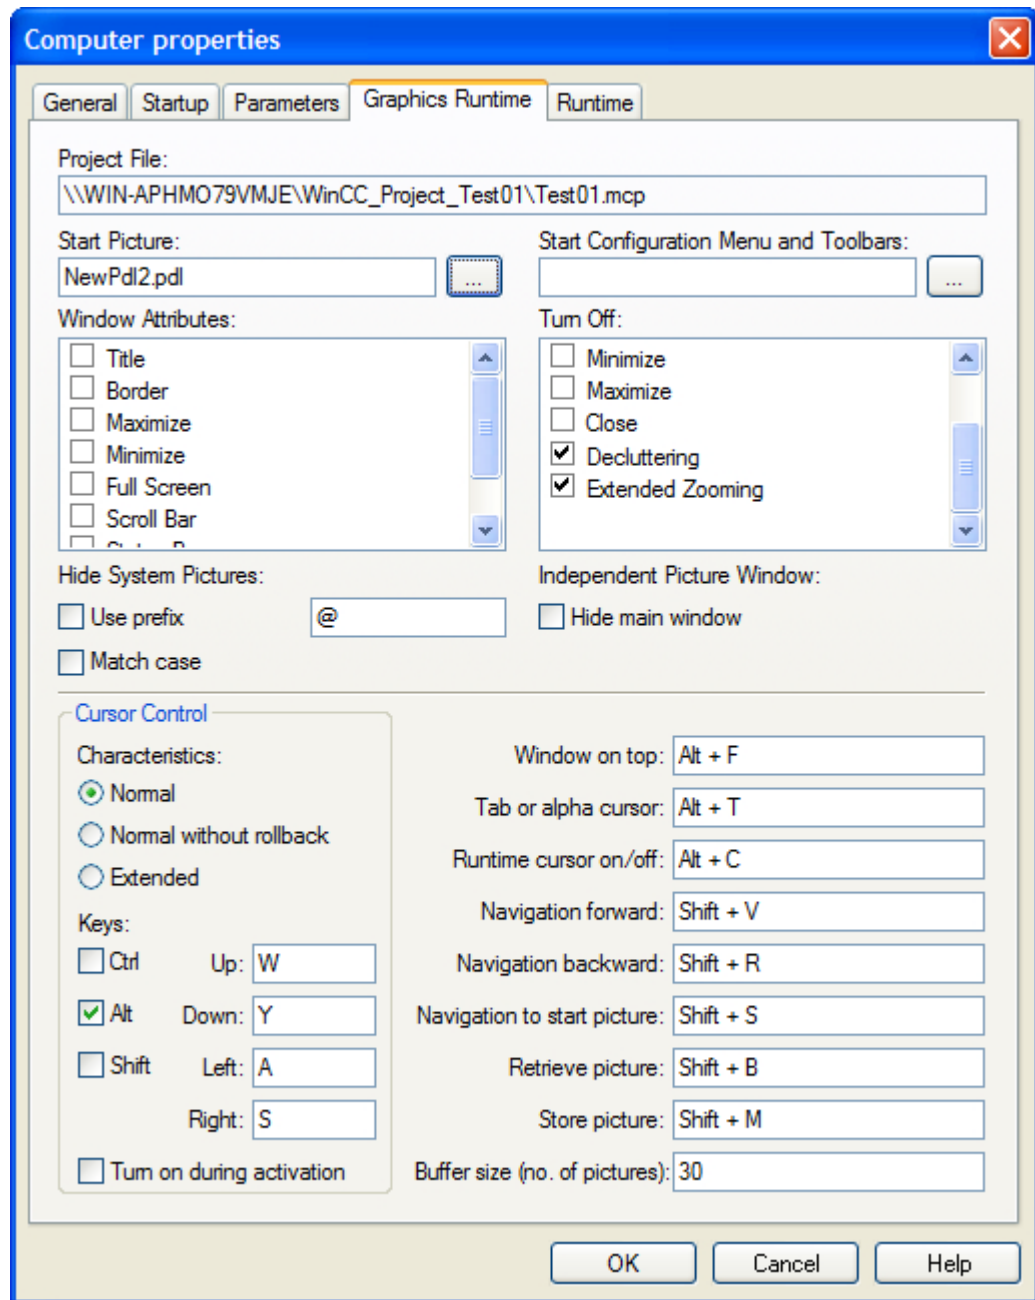 Computer properties
General Startup Parameters Graphics Runtime Runtime
Project File:
\\WIN-APHMO79VMJE\WinCC_Project_Test01\Test01.mcp
Start Picture: Start Configuration Menu and Toolbars:
NewPdl2.pdl ... ...
Window Attributes: Turn Off:
Title Minimize
Border Maximize
Maximize Close
Minimize Decluttering
Full Screen Extended Zooming
Scroll Bar
Hide System Pictures: Independent Picture Window:
Use prefix @ Hide main window
Match case
Cursor Control
Characteristics: Window on top: Alt + F
Normal Tab or alpha cursor: Alt + T
Normal without rollback Runtime cursor on/off: Alt + C
Extended Navigation forward: Shift + V
Keys:
Ctrl Up: W Navigation backward: Shift + R
Alt Down: Y Navigation to start picture: Shift + S
Shift Left: A Retrieve picture: Shift + B
Right: S Store picture: Shift + M
Turn on during activation Buffer size (no. of pictures): 30
OK Cancel Help